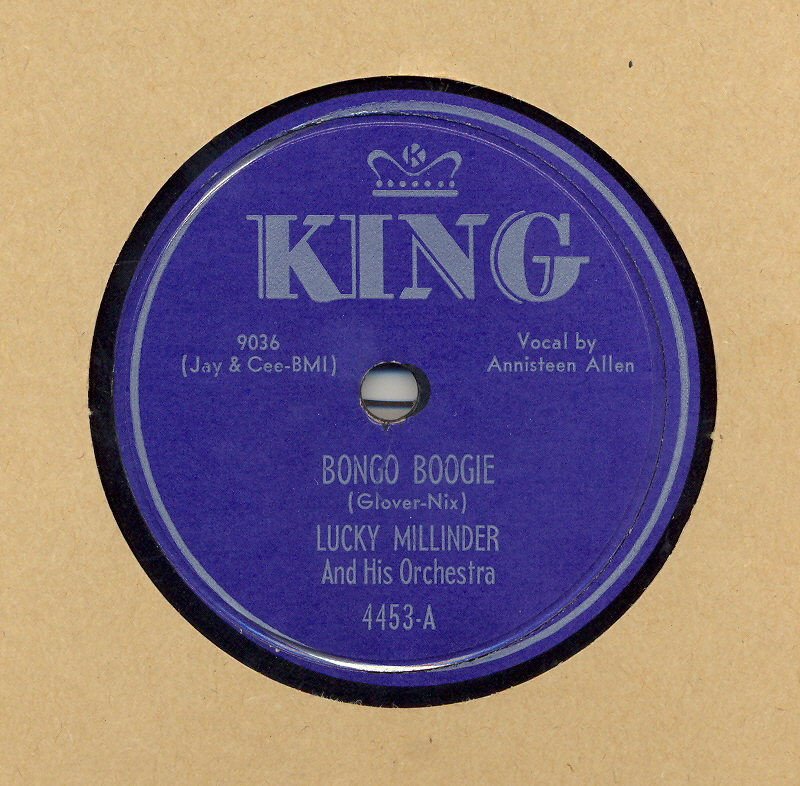 K
KING
9036
(Jay & Cee-BMI)
Vocal by
Annisteen Allen
BONGO BOOGIE
(Glover-Nix)
LUCKY MILLINDER
And His Orchestra
4453-A